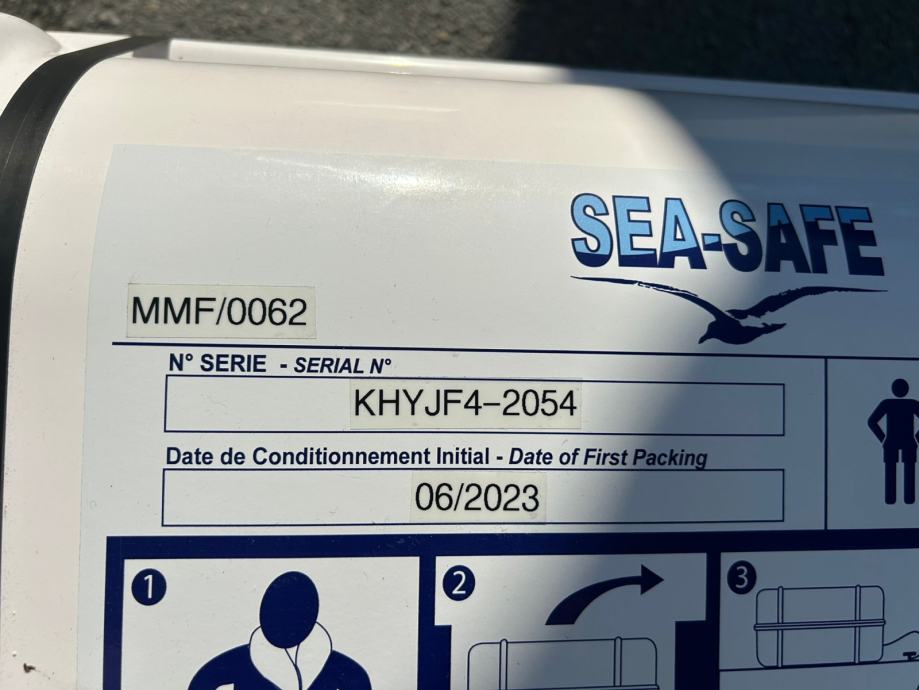 SEA-SAFE
MMF/0062
N° SERIE - SERIAL N°
KHYJF4-2054
Date de Conditionnement Initial - Date of First Packing
06/2023
1
2
3